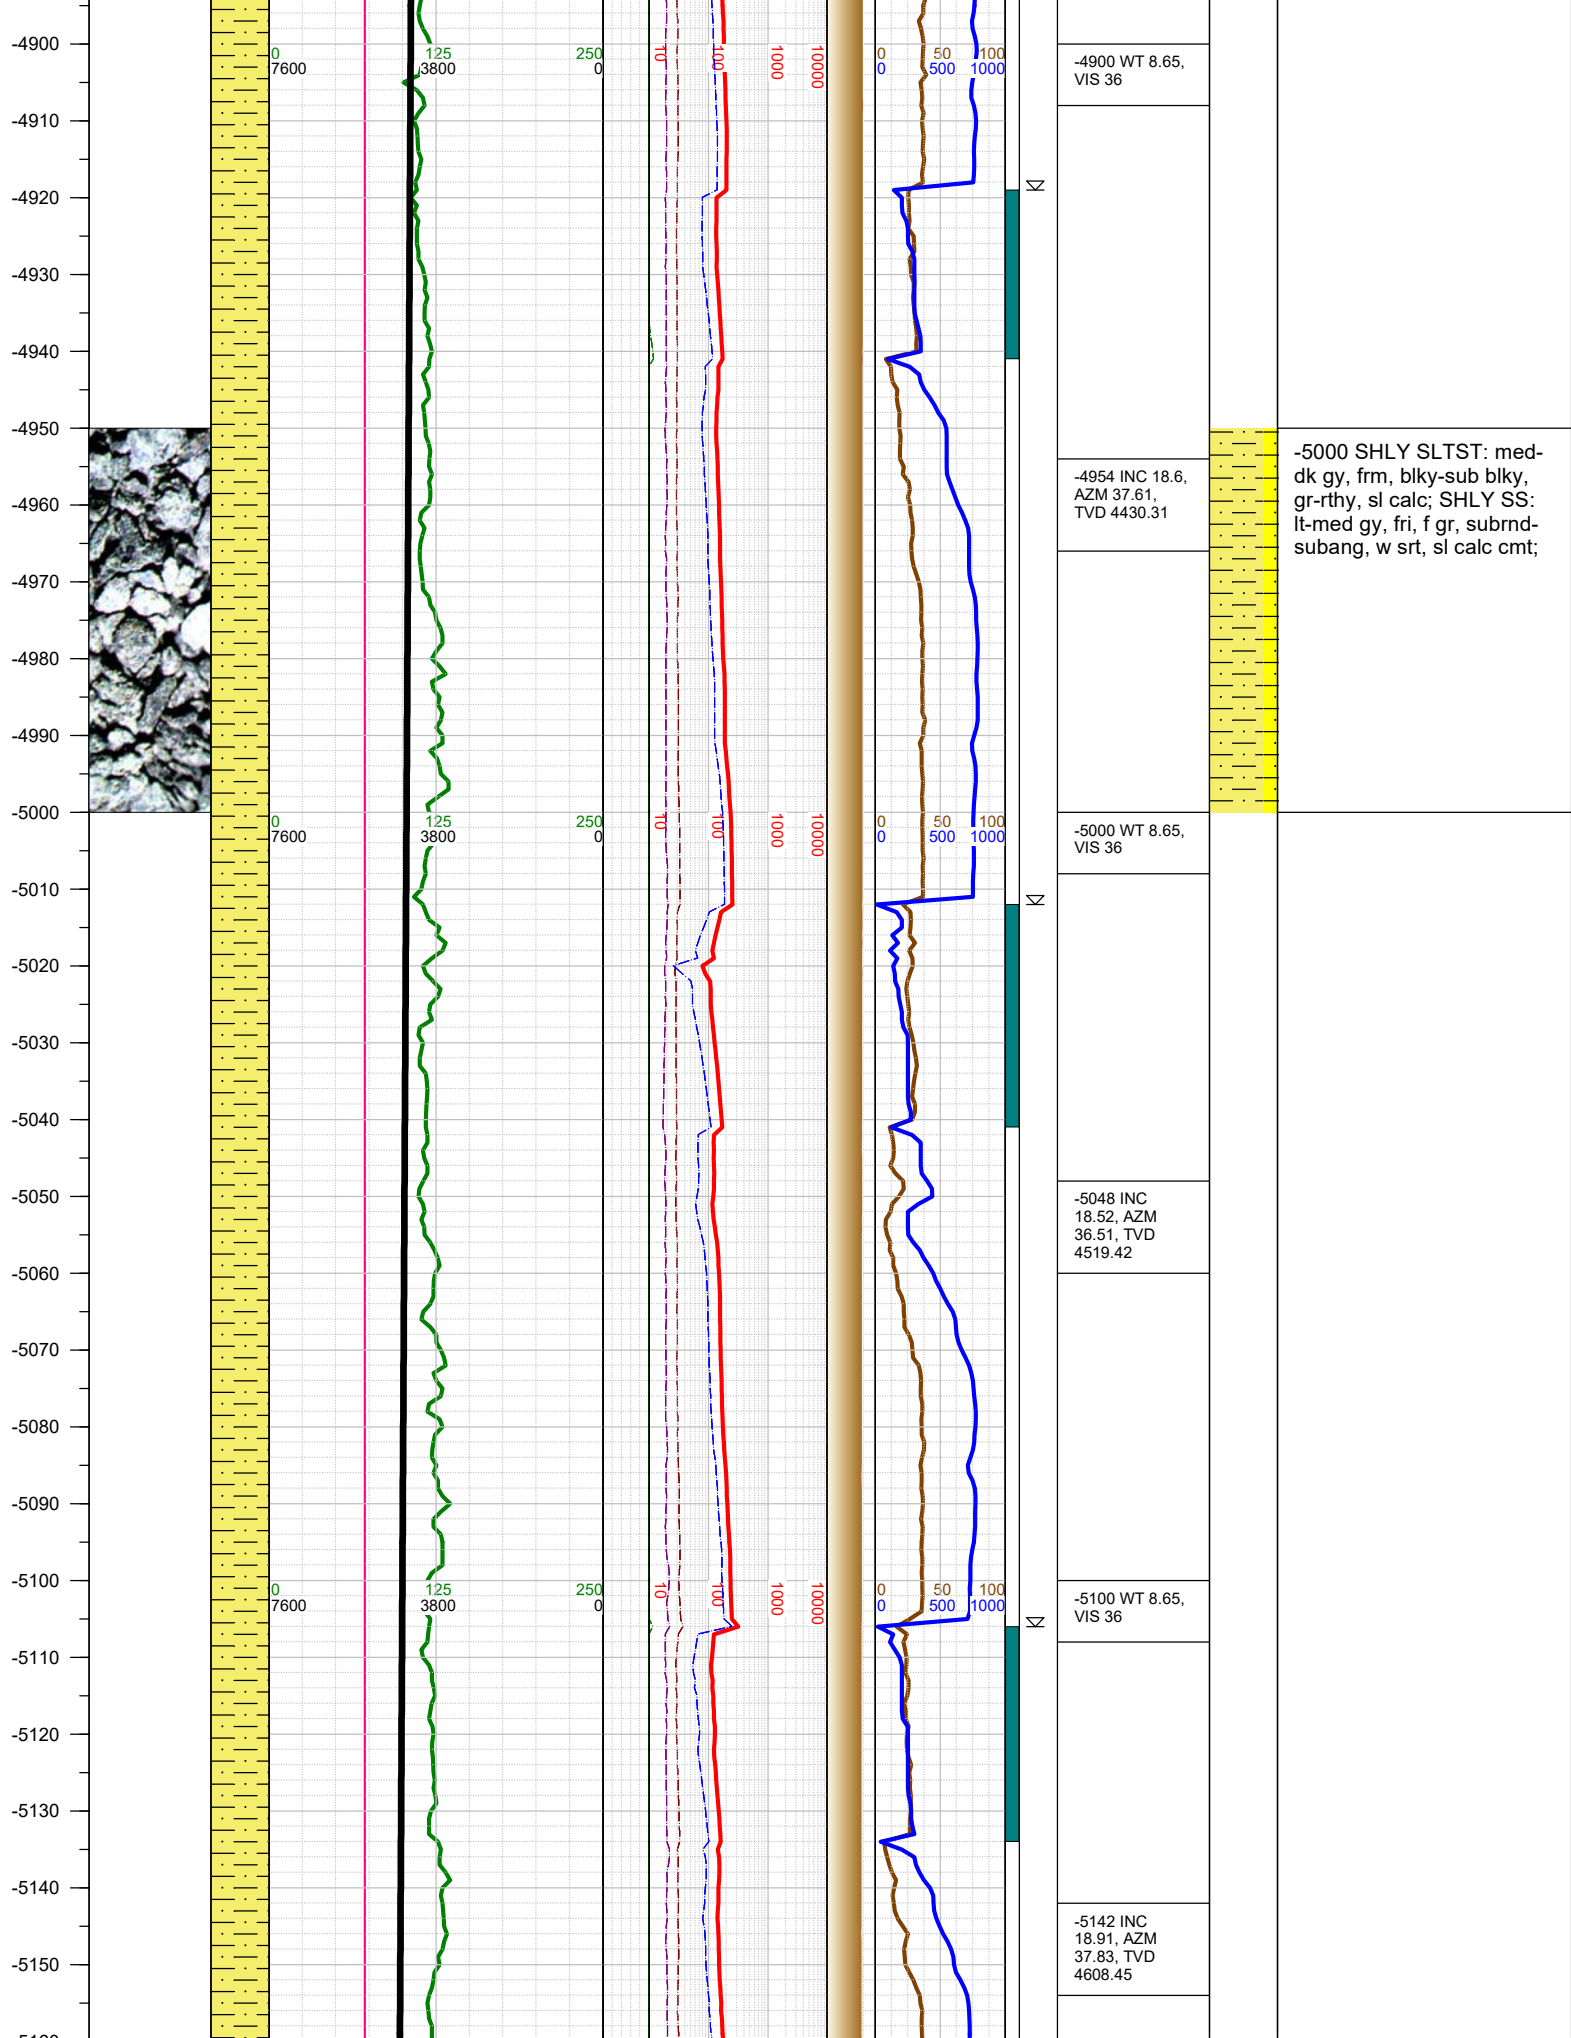 -4900
0 125 250
7600 3800 0
10 100 1000 10000
0 50 100
0 500 1000
-4900 WT 8.65,
VIS 36
-4910
-4920
-4930
-4940
-4950
-5000 SHLY SLTST: med-
dk gy, frm, blky-sub blky,
gr-rthy, sl calc; SHLY SS:
lt-med gy, fri, f gr, subrnd-
subang, w srt, sl calc cmt;
-4954 INC 18.6,
AZM 37.61,
TVD 4430.31
-4960
-4970
-4980
-4990
-5000
0 125 250
7600 3800 0
10 100 1000 10000
0 50 100
0 500 1000
-5000 WT 8.65,
VIS 36
-5010
-5020
-5030
-5040
-5048 INC
18.52, AZM
36.51, TVD
4519.42
-5050
-5060
-5070
-5080
-5090
-5100
0 125 250
7600 3800 0
10 100 1000 10000
0 50 100
0 500 1000
-5100 WT 8.65,
VIS 36
-5110
-5120
-5130
-5140
-5142 INC
18.91, AZM
37.83, TVD
4608.45
-5150